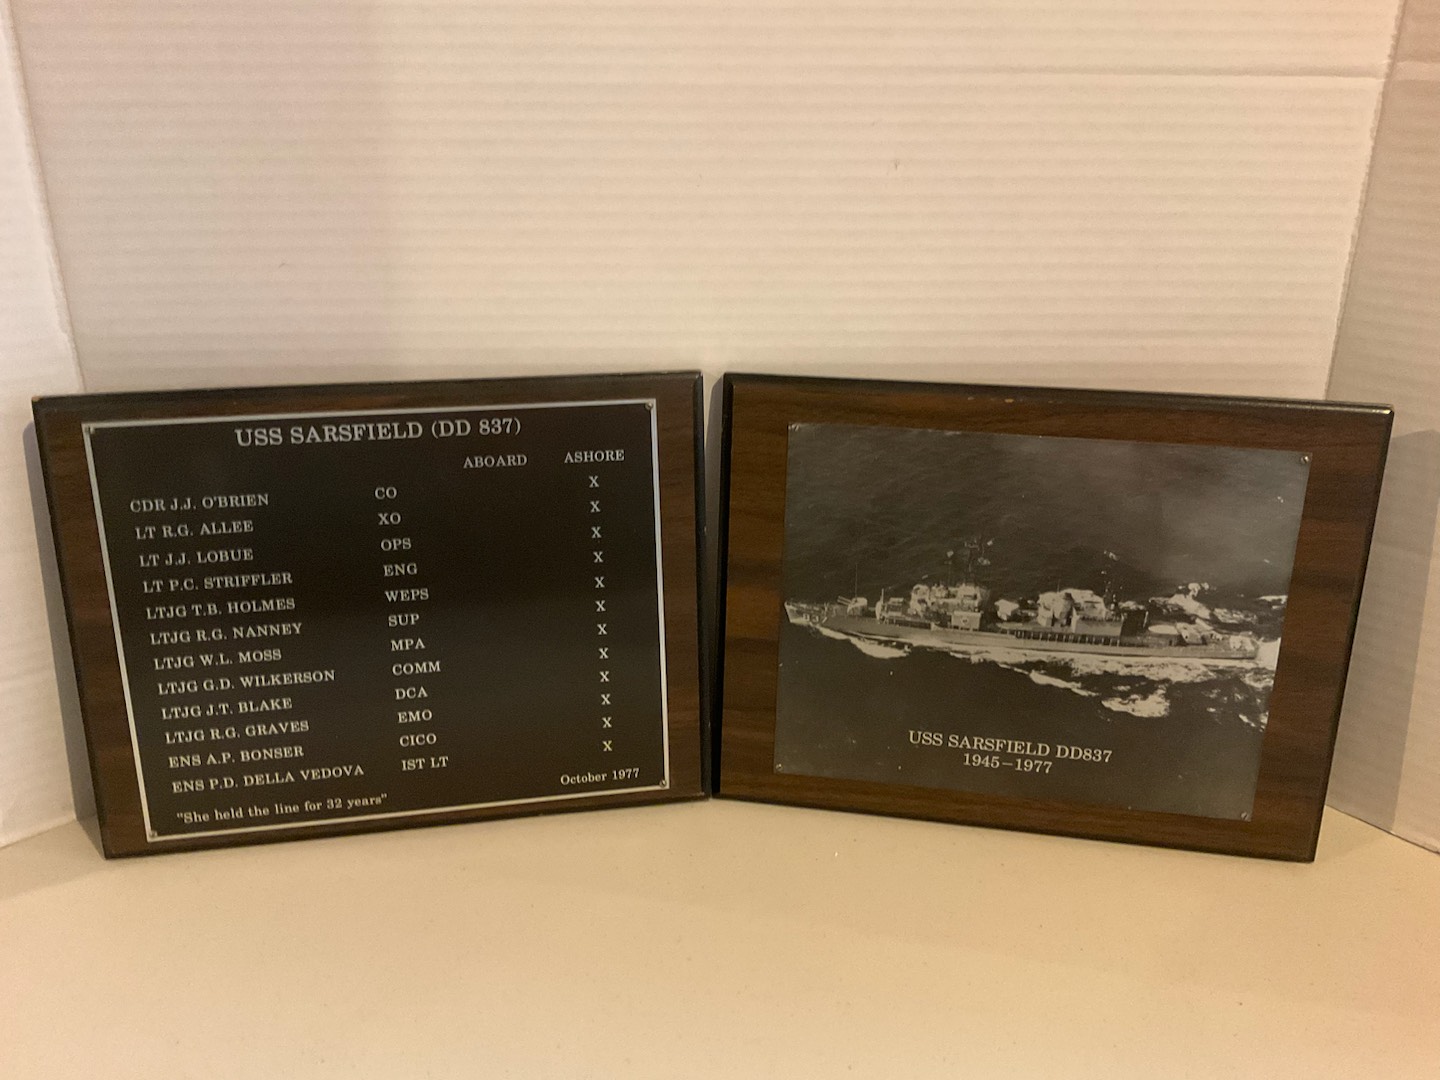 USS SARSFIELD (DD 837)
ABOARD ASHORE
CDR J.J. O'BRIEN CO X
LT R.G. ALLEE XO X
LT J.J. LOBUE OPS X
LT P.C. STRIFFLER ENG X
LTJG T.B. HOLMES WEPS X
LTJG R.G. NANNEY SUP X
LTJG W.L. MOSS MPA X
LTJG G.D. WILKERSON COMM X
LTJG J.T. BLAKE DCA X
LTJG R.G. GRAVES EMO X
ENS A.P. BONSER CICO X
ENS P.D. DELLA VEDOVA IST LT X
"She held the line for 32 years" October 1977
USS SARSFIELD DD837
1945-1977